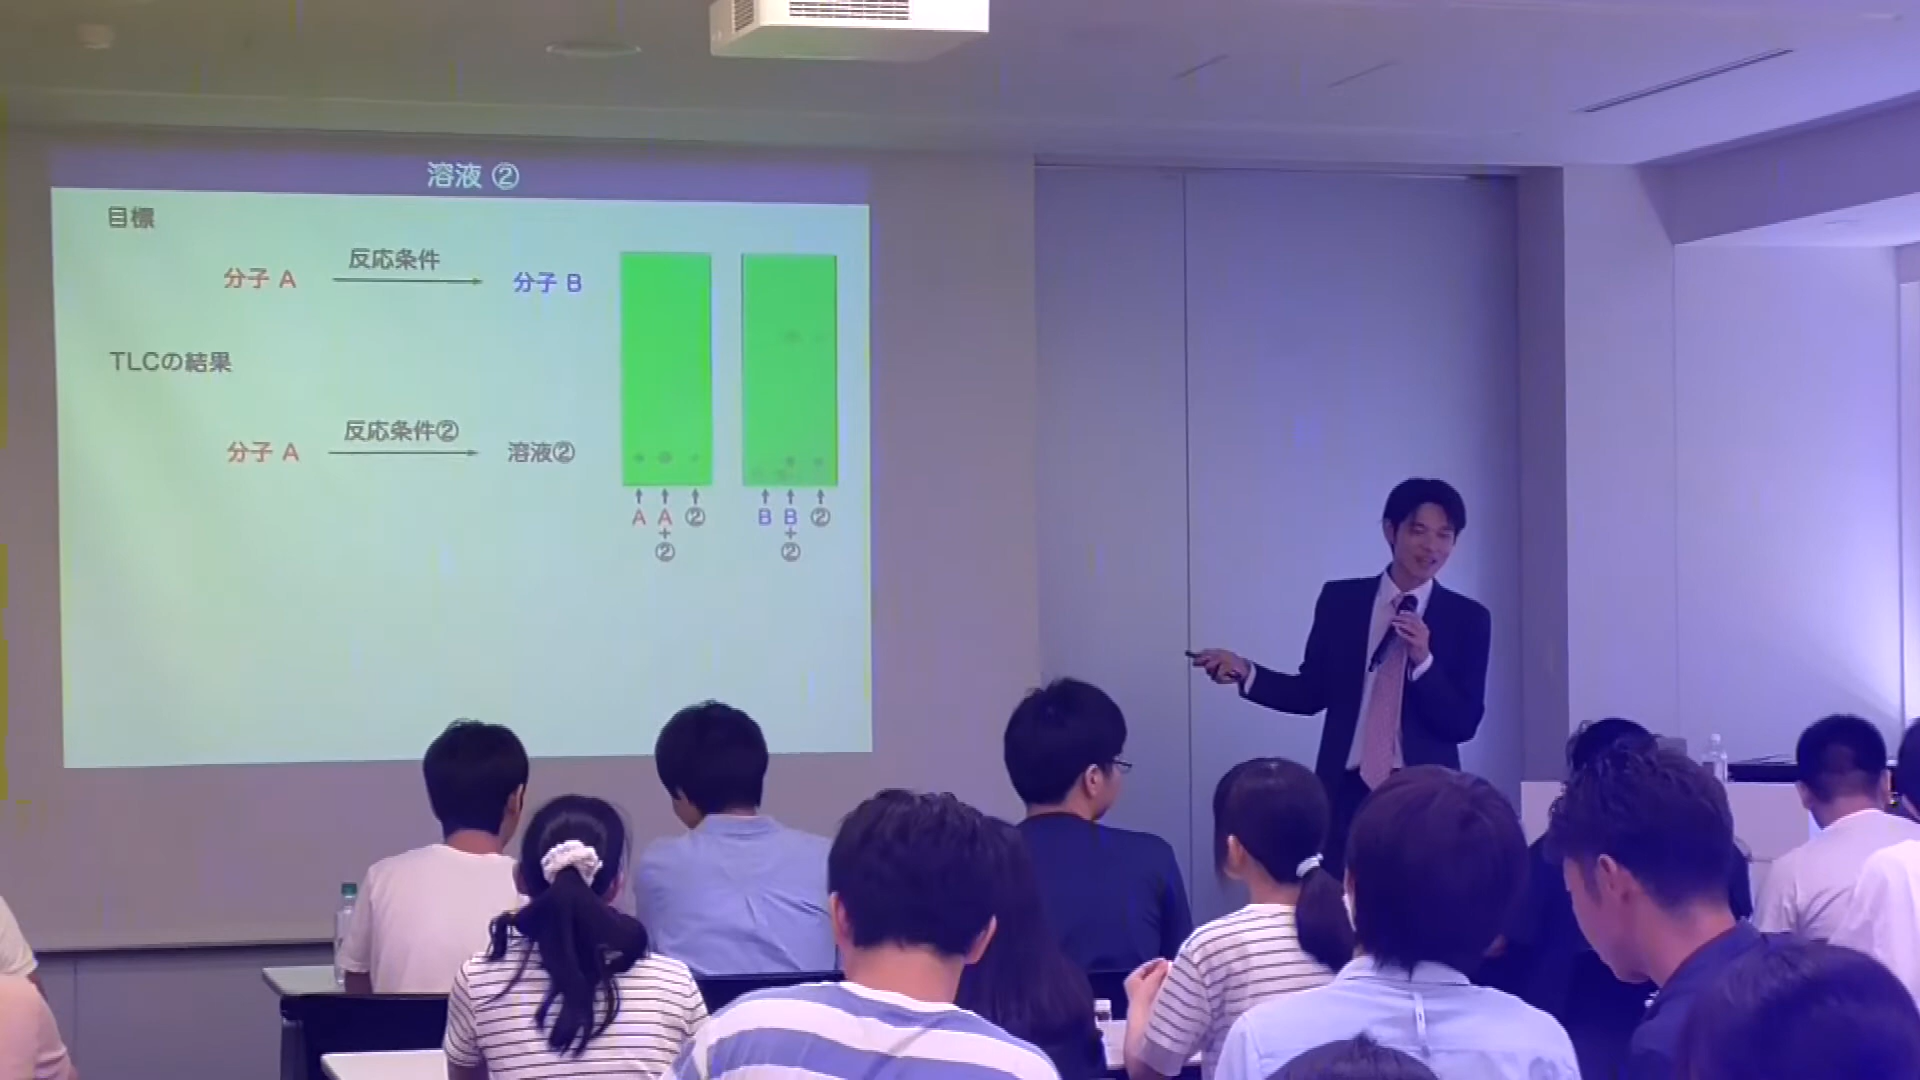 溶液 ②
目標
分子 A
反応条件
分子 B
TLCの結果
分子 A
反応条件②
溶液②
A A ②
+
②
B B ②
+
②